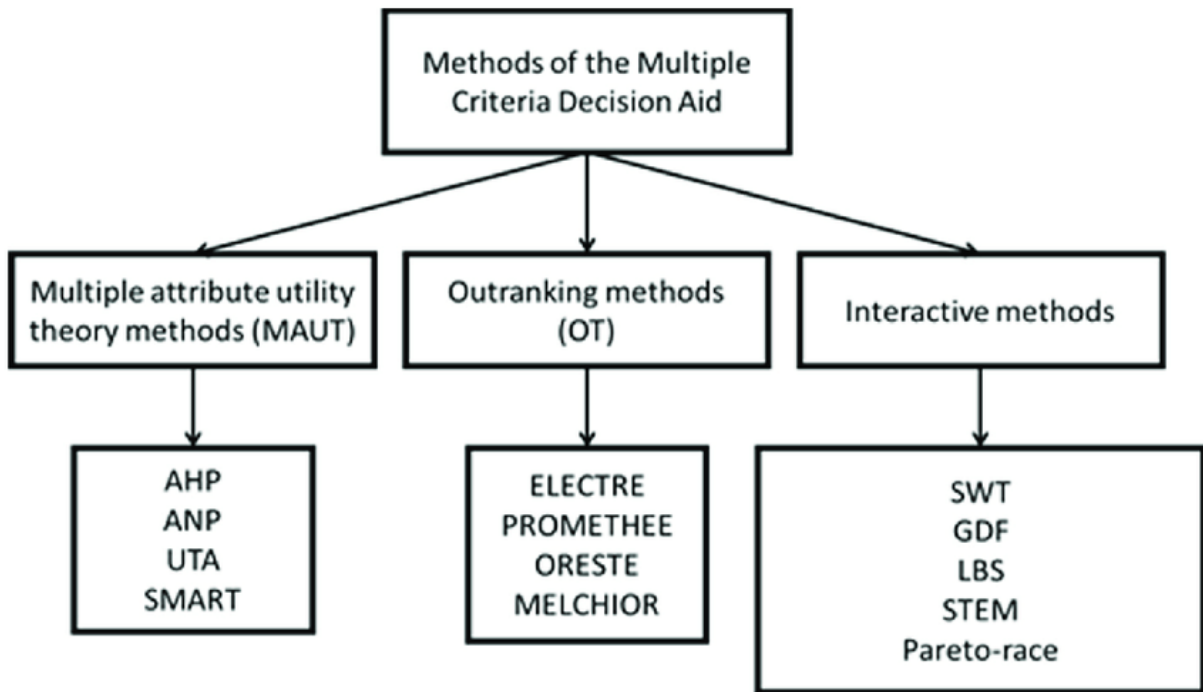 Methods of the Multiple
Criteria Decision Aid
Multiple attribute utility
theory methods (MAUT)
Outranking methods
(OT)
Interactive methods
AHP
ANP
UTA
SMART
ELECTRE
PROMETHEE
ORESTE
MELCHIOR
SWT
GDF
LBS
STEM
Pareto-race